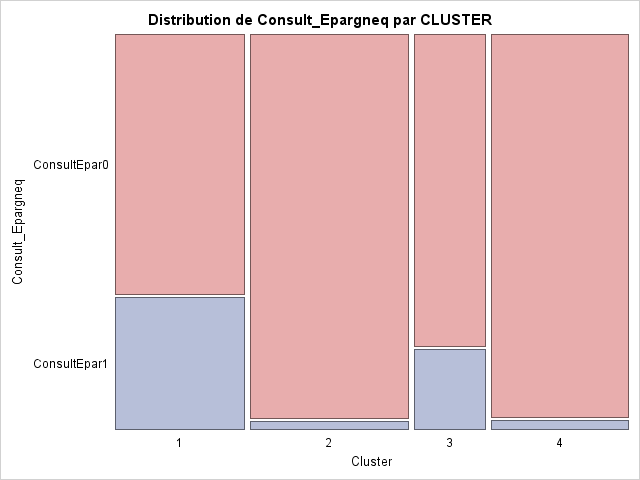 Distribution de Consult_Epargneq par CLUSTER
Consult_Epargneq
ConsultEpar0
ConsultEpar1
1 2 3 4
Cluster